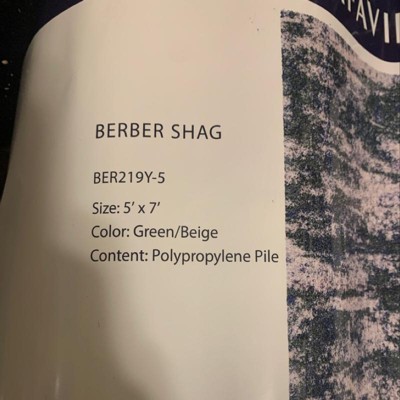 BERBER SHAG
BER219Y-5
Size: 5' x 7'
Color: Green/Beige
Content: Polypropylene Pile